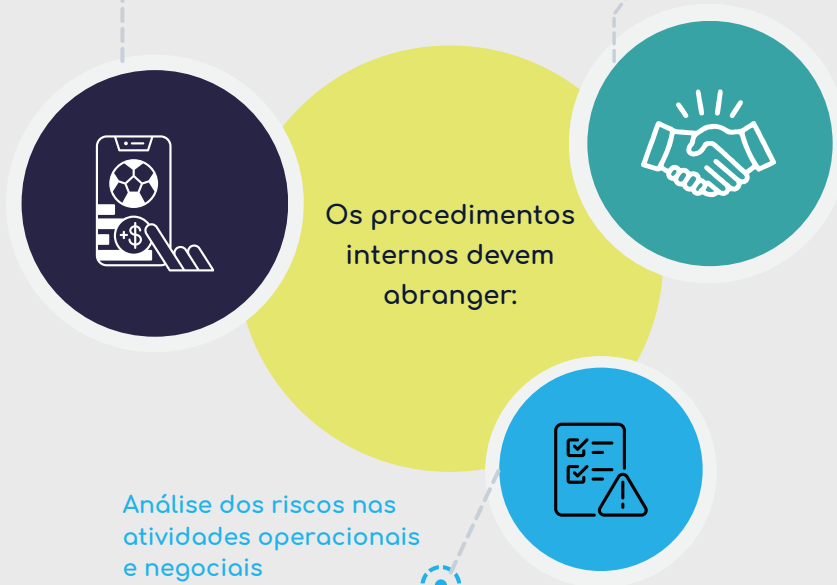 Os procedimentos
internos devem
abranger:
+$
Análise dos riscos nas
atividades operacionais
e negociais